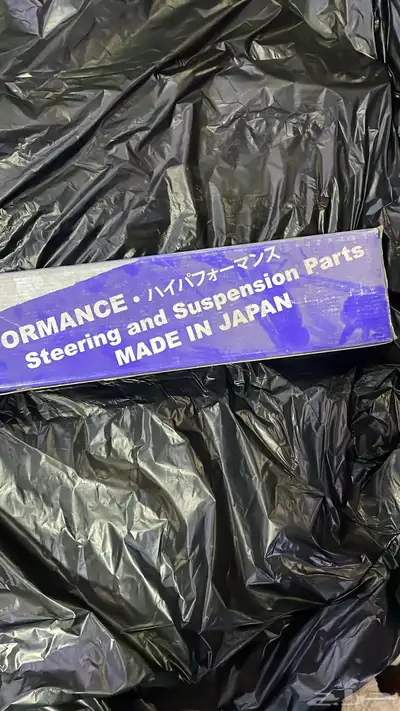 ORMANCE • ハイパフォーマンス
Steering and Suspension Parts
MADE IN JAPAN